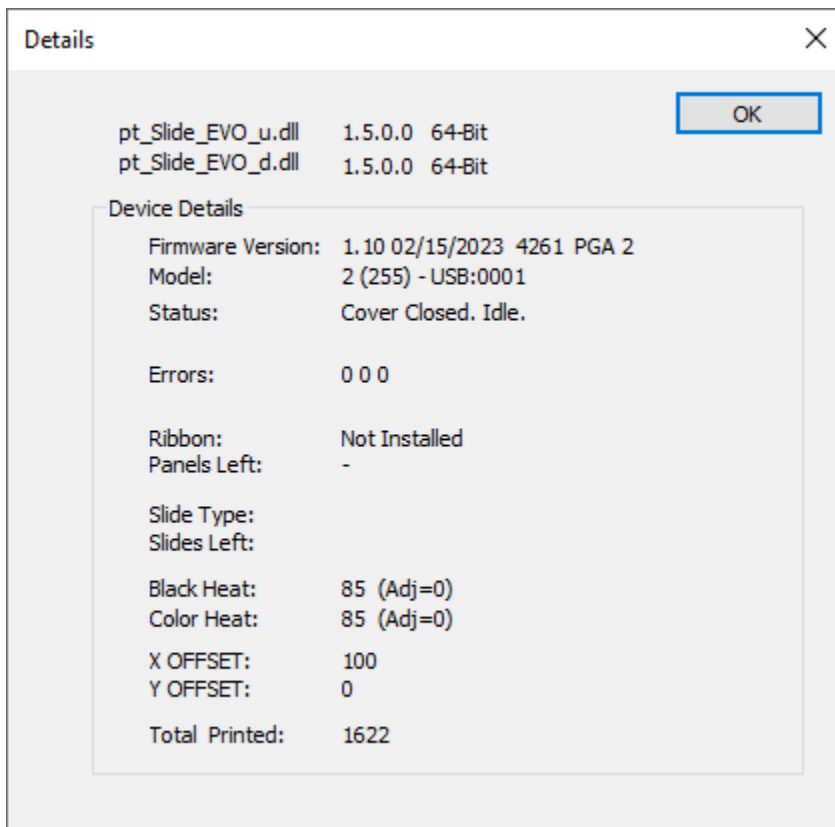 Details
OK
pt_Slide_EVO_u.dll 1.5.0.0 64-Bit
pt_Slide_EVO_d.dll 1.5.0.0 64-Bit
Device Details
Firmware Version: 1.10 02/15/2023 4261 PGA 2
Model: 2 (255) - USB:0001
Status: Cover Closed. Idle.
Errors: 0 0 0
Ribbon: Not Installed
Panels Left: -
Slide Type:
Slides Left:
Black Heat: 85 (Adj=0)
Color Heat: 85 (Adj=0)
X OFFSET: 100
Y OFFSET: 0
Total Printed: 1622